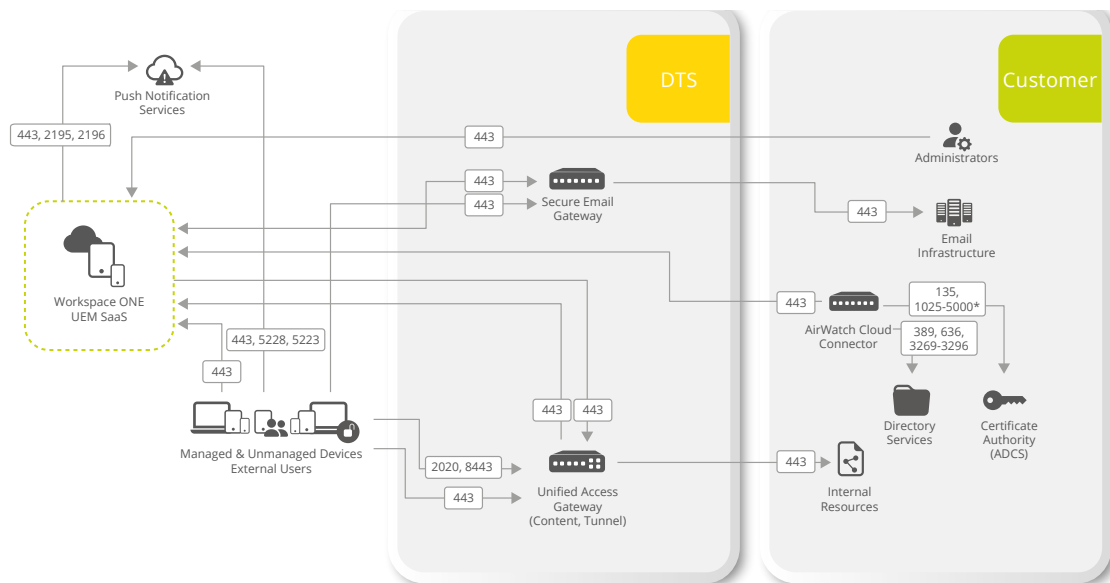 DTS
Customer
Push Notification
Services
443, 2195, 2196
443
Administrators
443
Secure Email
Gateway
443
443
Email
Infrastructure
Workspace ONE
UEM SaaS
443
AirWatch Cloud
Connector
135,
1025-5000*
389, 636,
3269-3296
443, 5228, 5223
443
Directory
Services
Certificate
Authority
(ADCS)
443
443
Managed & Unmanaged Devices
External Users
2020, 8443
443
Unified Access
Gateway
(Content, Tunnel)
443
Internal
Resources